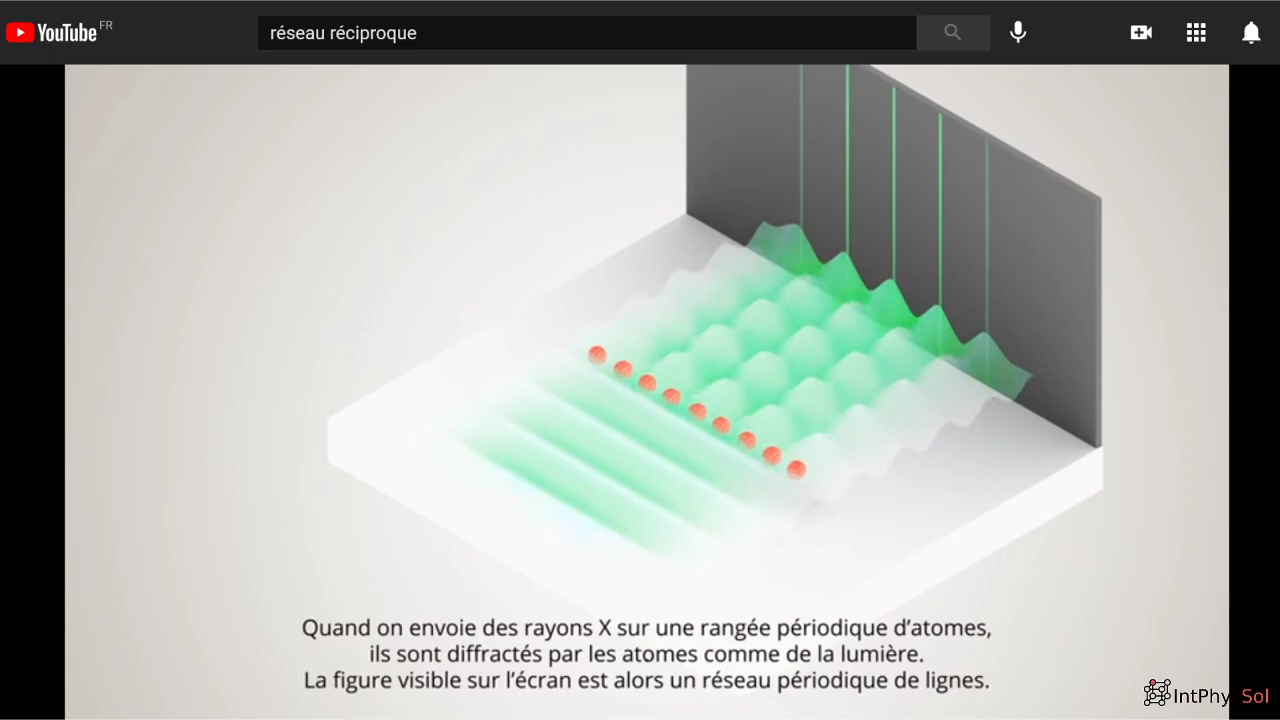 YouTube FR
réseau réciproque
Quand on envoie des rayons X sur une rangée périodique d’atomes,
ils sont diffractés par les atomes comme de la lumière.
La figure visible sur l’écran est alors un réseau périodique de lignes.
IntPhy Sol